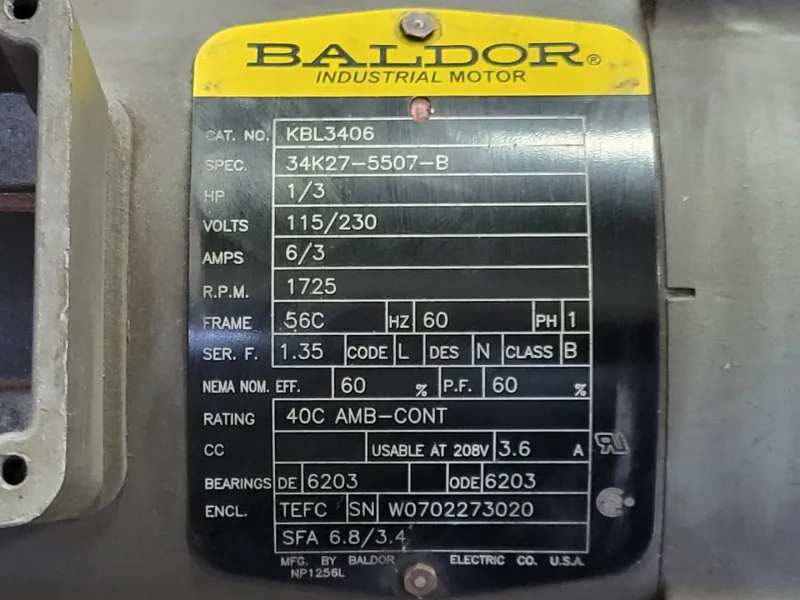 BALDOR®
INDUSTRIAL MOTOR
CAT. NO. KBL3406
SPEC. 34K27-5507-B
HP 1/3
VOLTS 115/230
AMPS 6/3
R.P.M. 1725
FRAME 56C HZ 60 PH 1
SER. F. 1.35 CODE L DES N CLASS B
NEMA NOM. EFF. 60 % P.F. 60 %
RATING 40C AMB-CONT
CC USABLE AT 208V 3.6 A
BEARINGS DE 6203 ODE 6203
ENCL. TEFC SN W0702273020
SFA 6.8/3.4
MFG. BY BALDOR ELECTRIC CO. U.S.A.
NP1256L